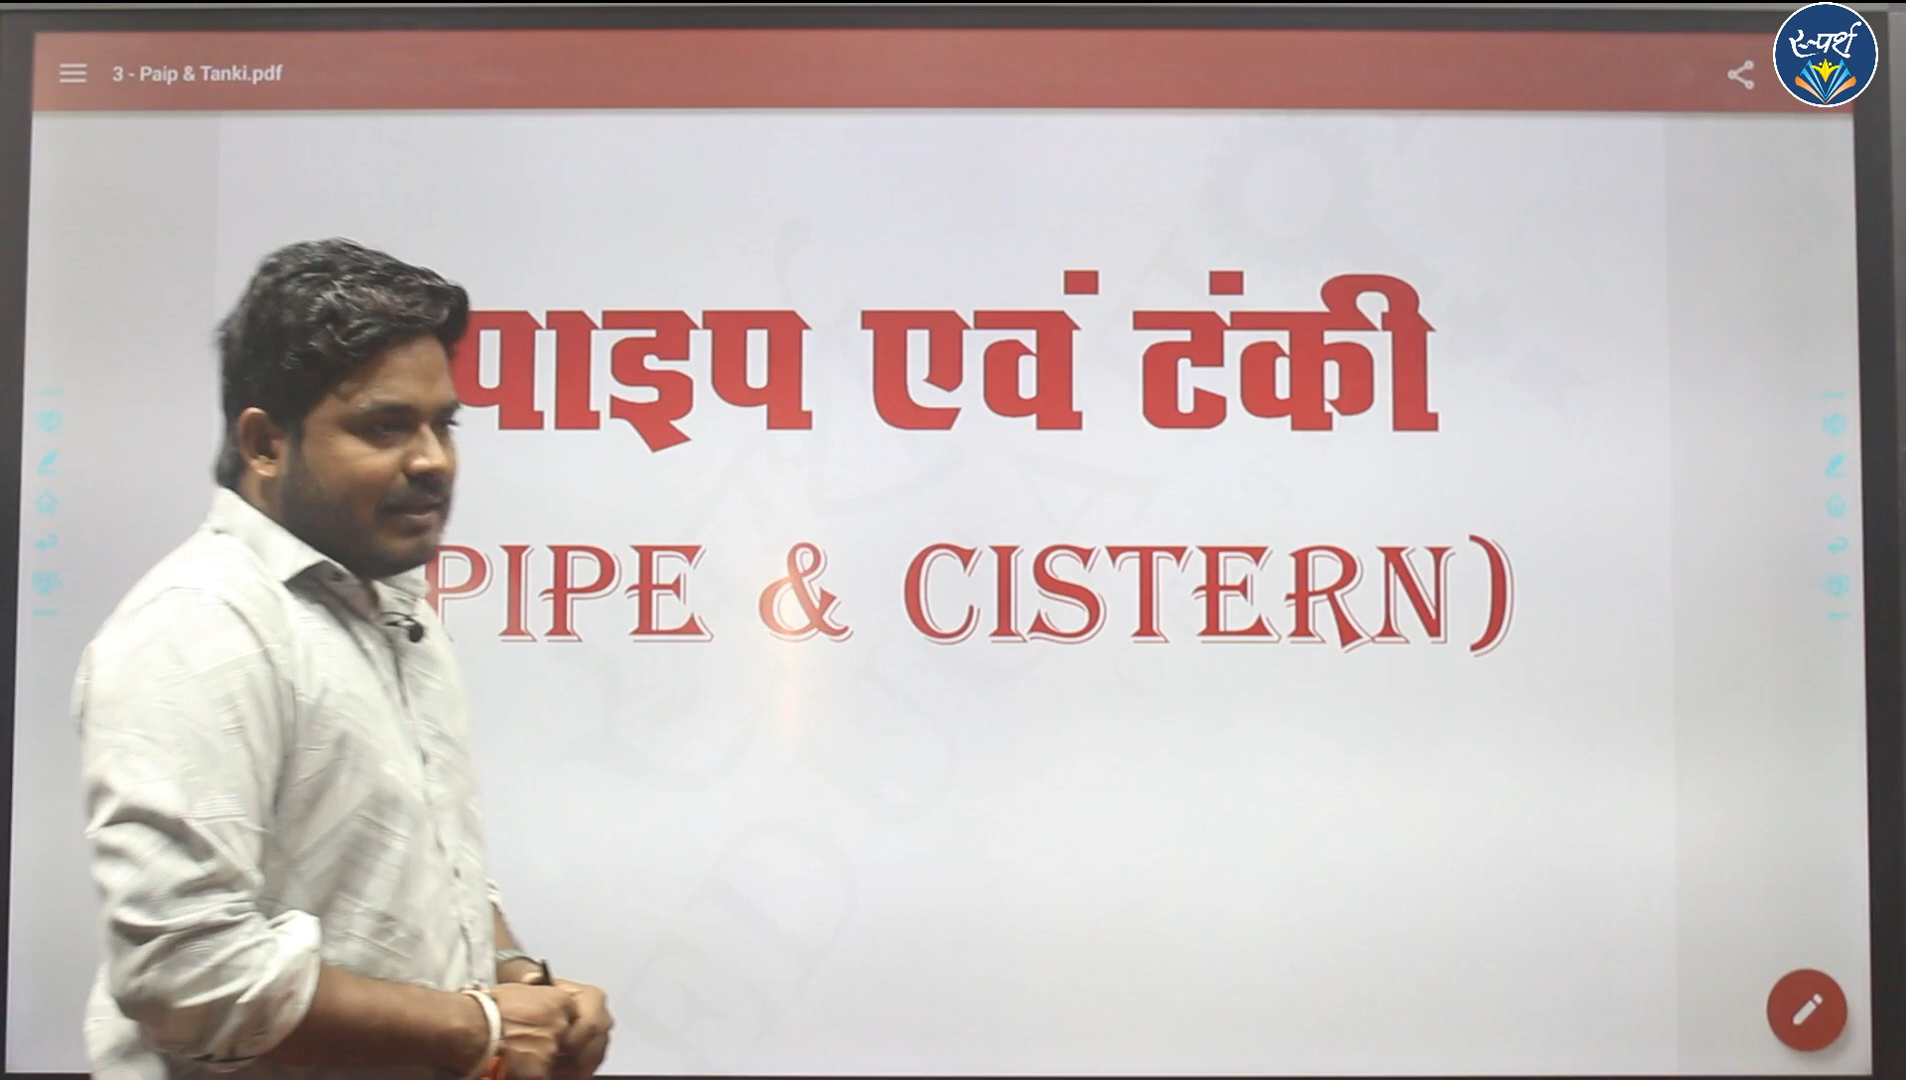 स्पर्श
3 - Paip & Tanki.pdf
पाइप एवं टंकी
PIPE & CISTERN)